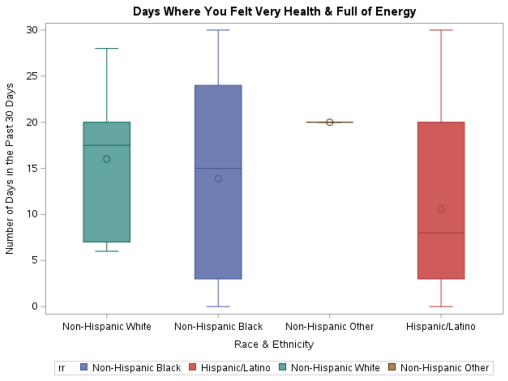 Days Where You Felt Very Health & Full of Energy
Number of Days in the Past 30 Days
30
25
20
15
10
5
0
Non-Hispanic White
Non-Hispanic Black
Non-Hispanic Other
Hispanic/Latino
Race & Ethnicity
rr
Non-Hispanic Black
Hispanic/Latino
Non-Hispanic White
Non-Hispanic Other